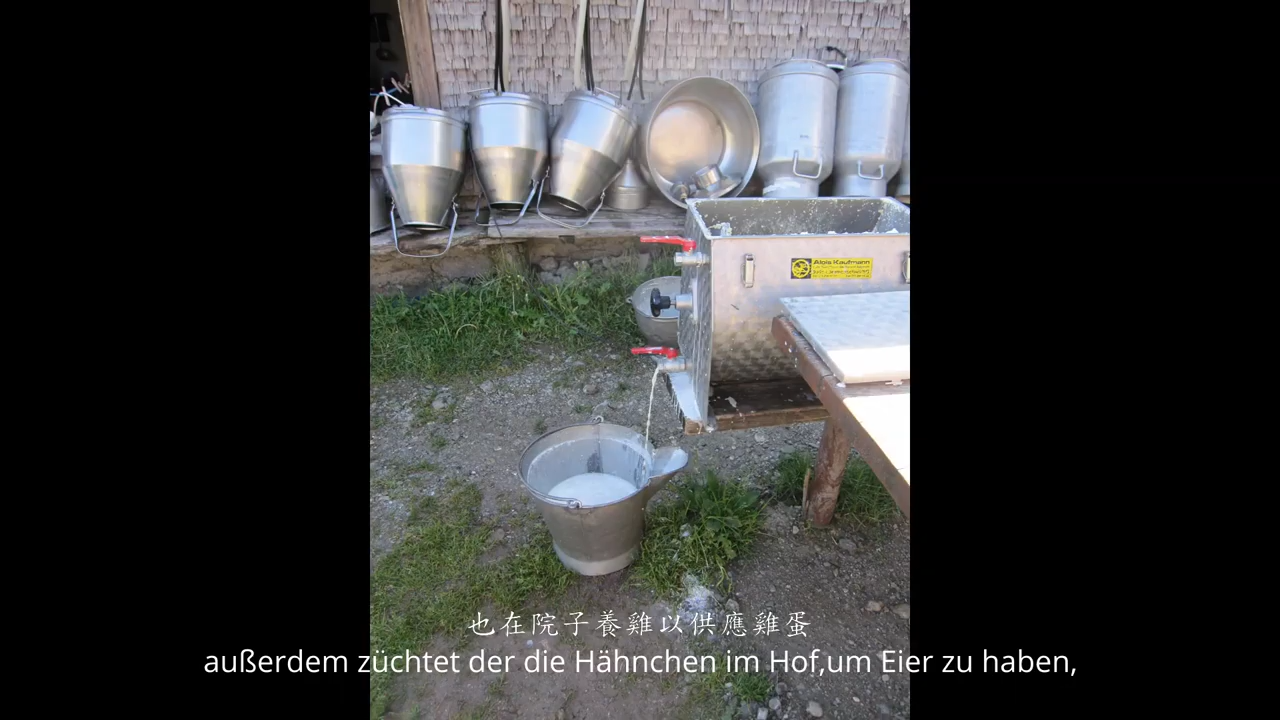 Alois Kaufmann
也在院子養雞以供應雞蛋
außerdem züchtet der die Hähnchen im Hof,um Eier zu haben,